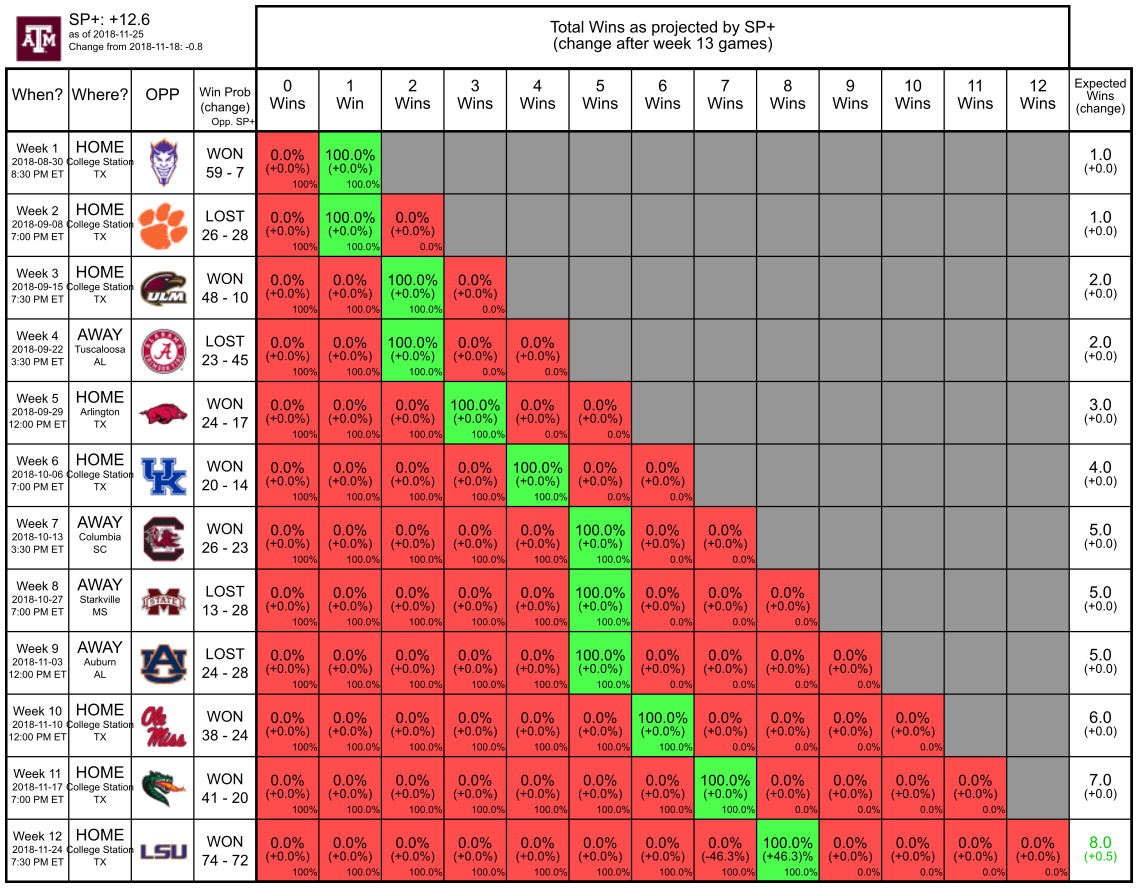 SP+: +12.6
as of 2018-11-25
Change from 2018-11-18: -0.8
A&M
Total Wins as projected by SP+
(change after week 13 games)
When? Where? OPP Win Prob (change) Opp. SP+ 0 Wins 1 Win 2 Wins 3 Wins 4 Wins 5 Wins 6 Wins 7 Wins 8 Wins 9 Wins 10 Wins 11 Wins 12 Wins Expected Wins (change)
Week 1 HOME WON 0.0% 100.0% 1.0
2018-08-30 College Station 59 - 7 (+0.0%) (+0.0%) (+0.0)
8:30 PM ET TX 100% 100.0%
Week 2 HOME LOST 0.0% 100.0% 0.0% 1.0
2018-09-08 College Station 26 - 28 (+0.0%) (+0.0%) (+0.0%) (+0.0)
7:00 PM ET TX 100% 100.0% 0.0%
Week 3 HOME WON 0.0% 0.0% 100.0% 0.0% 2.0
2018-09-15 College Station ULM 48 - 10 (+0.0%) (+0.0%) (+0.0%) (+0.0%) (+0.0)
7:30 PM ET TX 100% 100.0% 100.0% 0.0%
Week 4 AWAY LOST 0.0% 0.0% 100.0% 0.0% 0.0% 2.0
2018-09-22 Tuscaloosa A 23 - 45 (+0.0%) (+0.0%) (+0.0%) (+0.0%) (+0.0%) (+0.0)
3:30 PM ET AL 100% 100.0% 100.0% 0.0% 0.0%
Week 5 HOME WON 0.0% 0.0% 0.0% 100.0% 0.0% 0.0% 3.0
2018-09-29 Arlington 24 - 17 (+0.0%) (+0.0%) (+0.0%) (+0.0%) (+0.0%) (+0.0%) (+0.0)
12:00 PM ET TX 100% 100.0% 100.0% 100.0% 0.0% 0.0%
Week 6 HOME WON 0.0% 0.0% 0.0% 0.0% 100.0% 0.0% 0.0% 4.0
2018-10-06 College Station UK 20 - 14 (+0.0%) (+0.0%) (+0.0%) (+0.0%) (+0.0%) (+0.0%) (+0.0%) (+0.0)
7:00 PM ET TX 100% 100.0% 100.0% 100.0% 100.0% 0.0% 0.0%
Week 7 AWAY WON 0.0% 0.0% 0.0% 0.0% 0.0% 100.0% 0.0% 0.0% 5.0
2018-10-13 Columbia C 26 - 23 (+0.0%) (+0.0%) (+0.0%) (+0.0%) (+0.0%) (+0.0%) (+0.0%) (+0.0%) (+0.0)
3:30 PM ET SC 100% 100.0% 100.0% 100.0% 100.0% 100.0% 0.0% 0.0%
Week 8 AWAY LOST 0.0% 0.0% 0.0% 0.0% 0.0% 100.0% 0.0% 0.0% 0.0% 5.0
2018-10-27 Starkville STATE 13 - 28 (+0.0%) (+0.0%) (+0.0%) (+0.0%) (+0.0%) (+0.0%) (+0.0%) (+0.0%) (+0.0%) (+0.0)
7:00 PM ET MS 100% 100.0% 100.0% 100.0% 100.0% 100.0% 0.0% 0.0% 0.0%
Week 9 AWAY LOST 0.0% 0.0% 0.0% 0.0% 0.0% 100.0% 0.0% 0.0% 0.0% 0.0% 5.0
2018-11-03 Auburn AU 24 - 28 (+0.0%) (+0.0%) (+0.0%) (+0.0%) (+0.0%) (+0.0%) (+0.0%) (+0.0%) (+0.0%) (+0.0%) (+0.0)
12:00 PM ET AL 100% 100.0% 100.0% 100.0% 100.0% 100.0% 0.0% 0.0% 0.0% 0.0%
Week 10 HOME WON 0.0% 0.0% 0.0% 0.0% 0.0% 0.0% 100.0% 0.0% 0.0% 0.0% 0.0% 6.0
2018-11-10 College Station Ole Miss 38 - 24 (+0.0%) (+0.0%) (+0.0%) (+0.0%) (+0.0%) (+0.0%) (+0.0%) (+0.0%) (+0.0%) (+0.0%) (+0.0%) (+0.0)
12:00 PM ET TX 100% 100.0% 100.0% 100.0% 100.0% 100.0% 100.0% 0.0% 0.0% 0.0% 0.0%
Week 11 HOME WON 0.0% 0.0% 0.0% 0.0% 0.0% 0.0% 0.0% 100.0% 0.0% 0.0% 0.0% 0.0% 7.0
2018-11-17 College Station 41 - 20 (+0.0%) (+0.0%) (+0.0%) (+0.0%) (+0.0%) (+0.0%) (+0.0%) (+0.0%) (+0.0%) (+0.0%) (+0.0%) (+0.0%) (+0.0)
7:00 PM ET TX 100% 100.0% 100.0% 100.0% 100.0% 100.0% 100.0% 100.0% 0.0% 0.0% 0.0% 0.0%
Week 12 HOME WON 0.0% 0.0% 0.0% 0.0% 0.0% 0.0% 0.0% 0.0% 100.0% 0.0% 0.0% 0.0% 0.0% 8.0
2018-11-24 College Station LSU 74 - 72 (+0.0%) (+0.0%) (+0.0%) (+0.0%) (+0.0%) (+0.0%) (+0.0%) (-46.3%) (+46.3)% (+0.0%) (+0.0%) (+0.0%) (+0.0%) (+0.5)
7:30 PM ET TX 100% 100.0% 100.0% 100.0% 100.0% 100.0% 100.0% 100.0% 100.0% 0.0% 0.0% 0.0% 0.0%